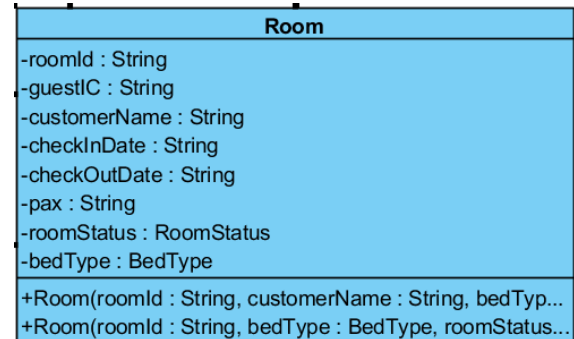 Room
-roomId : String
-guestIC : String
-customerName : String
-checkInDate : String
-checkOutDate : String
-pax : String
-roomStatus : RoomStatus
-bedType : BedType
+Room(roomId : String, customerName : String, bedTyp...
+Room(roomId : String, bedType : BedType, roomStatus...